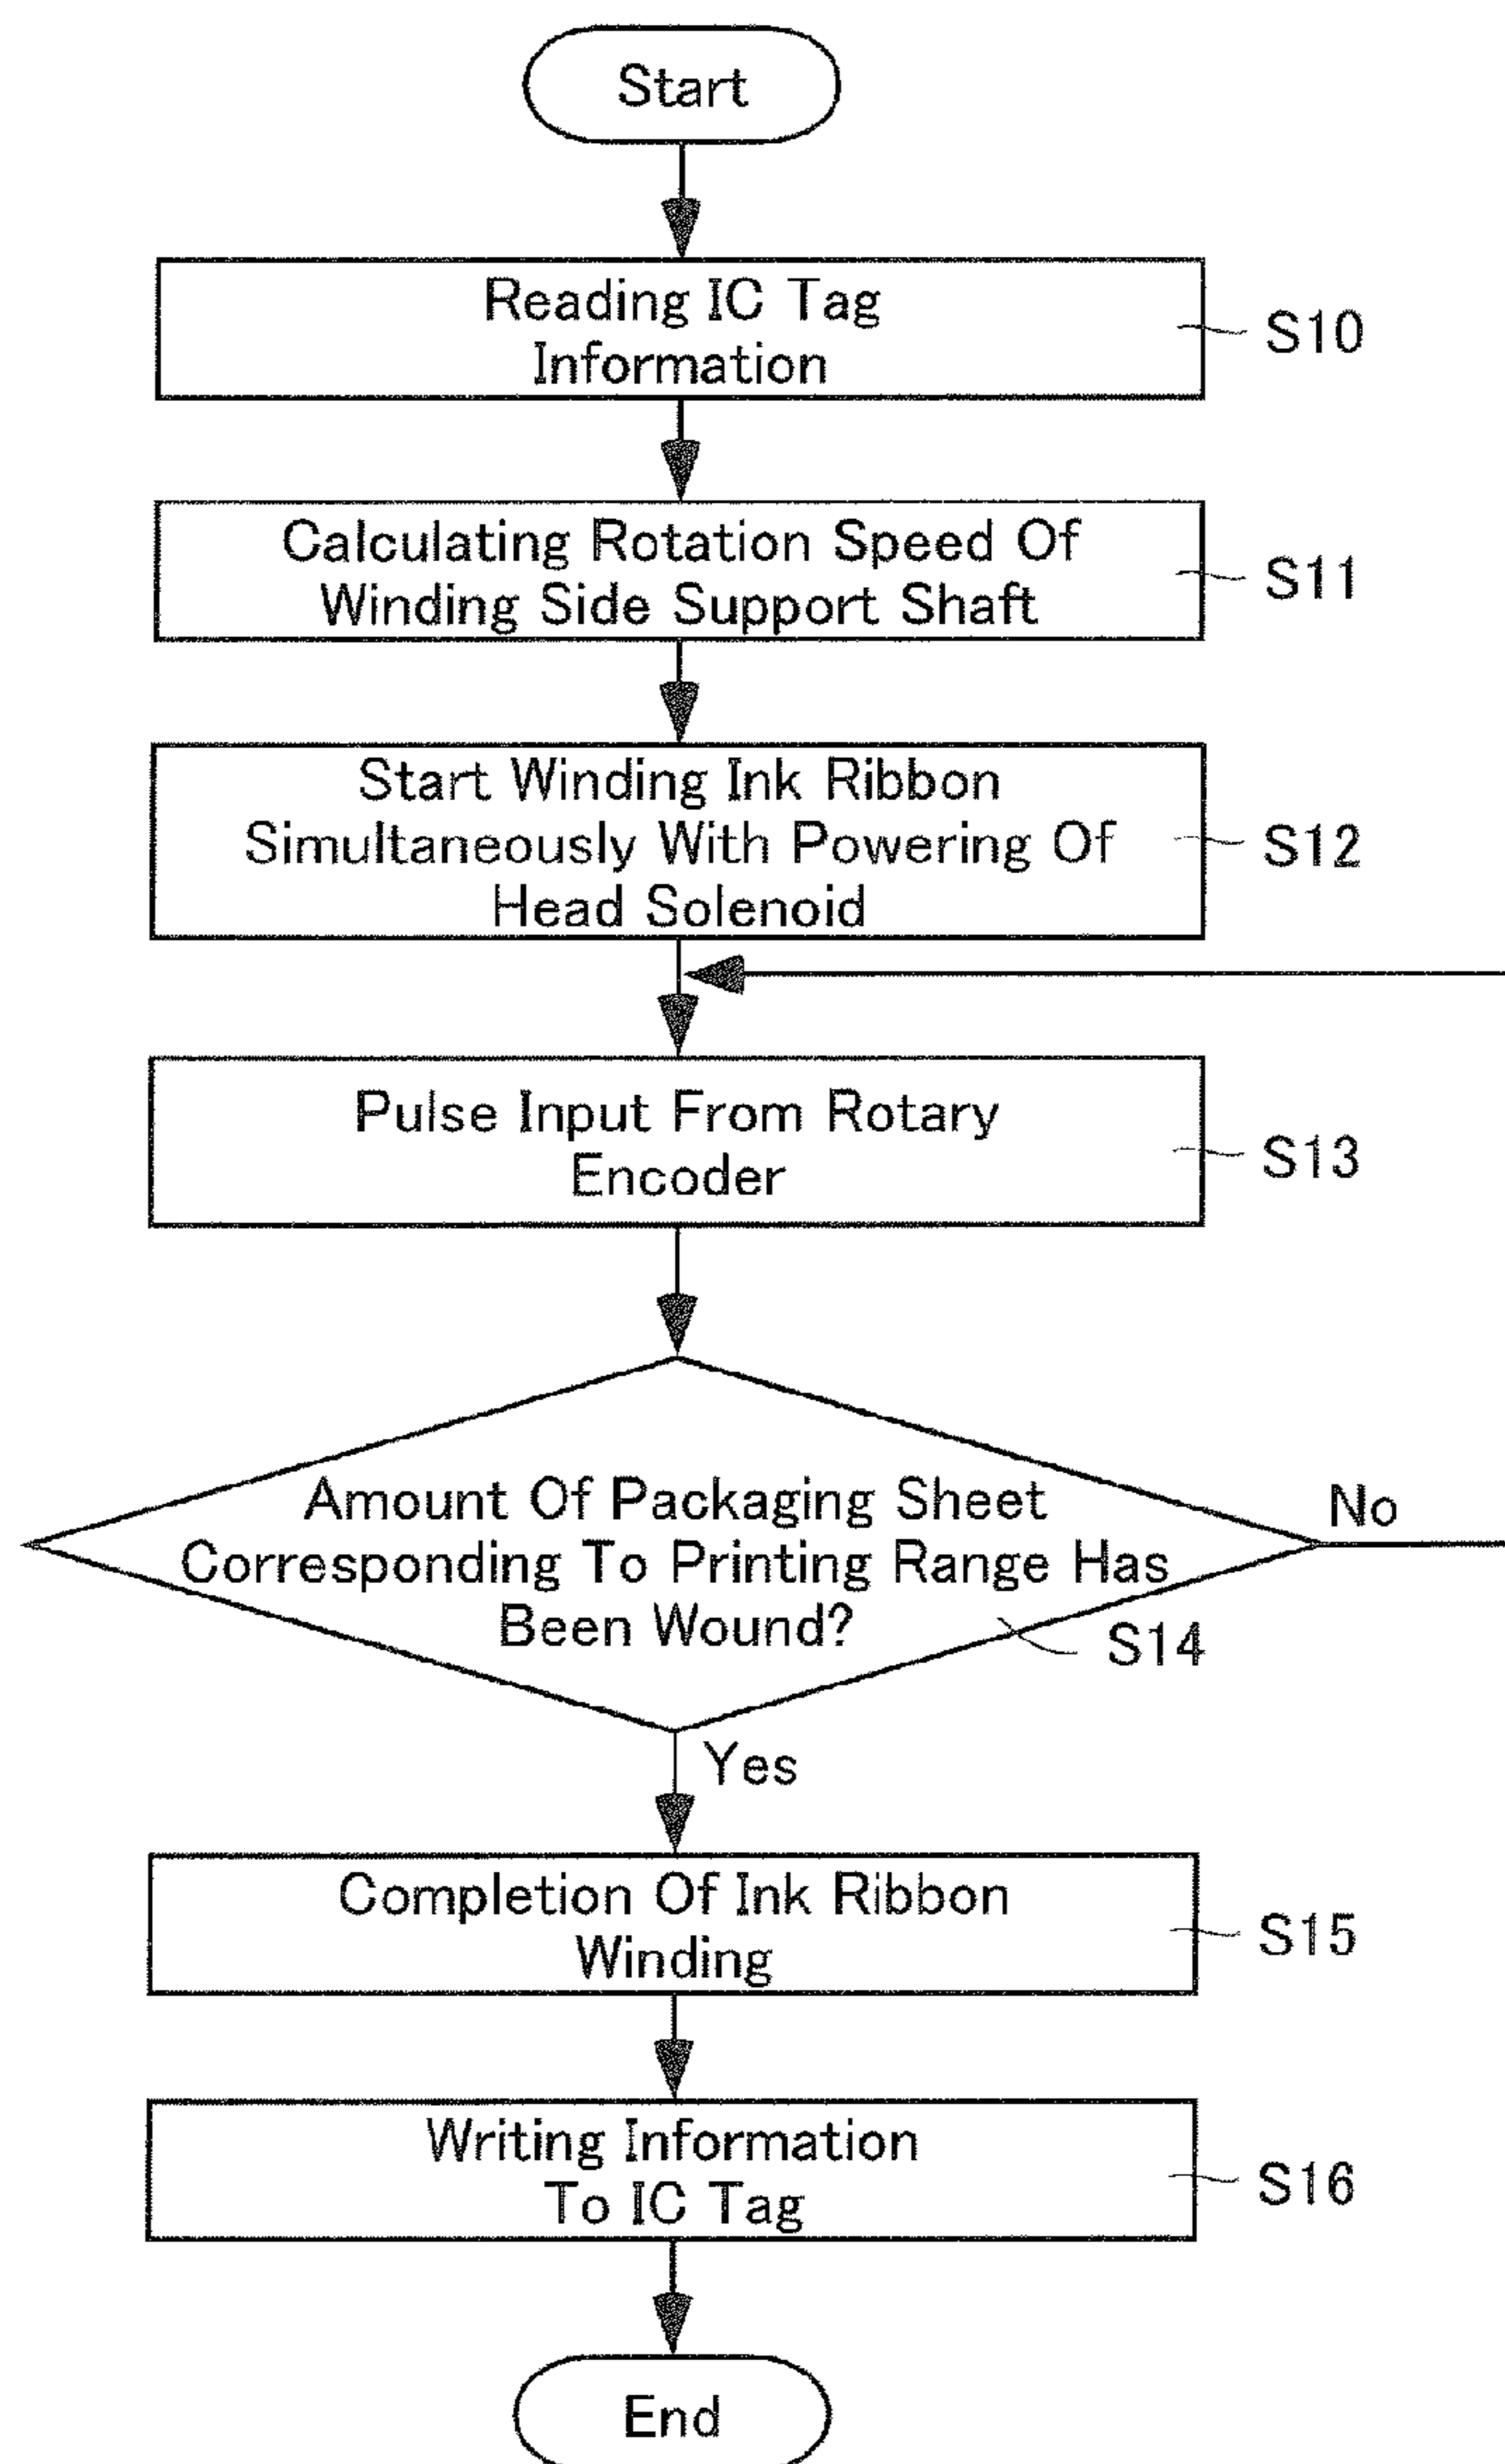 Start
Reading IC Tag
Information
S10
Calculating Rotation Speed Of
Winding Side Support Shaft
S11
Start Winding Ink Ribbon
Simultaneously With Powering Of
Head Solenoid
S12
Pulse Input From Rotary
Encoder
S13
Amount Of Packaging Sheet
Corresponding To Printing Range Has
Been Wound?
S14
No
Yes
Completion Of Ink Ribbon
Winding
S15
Writing Information
To IC Tag
S16
End